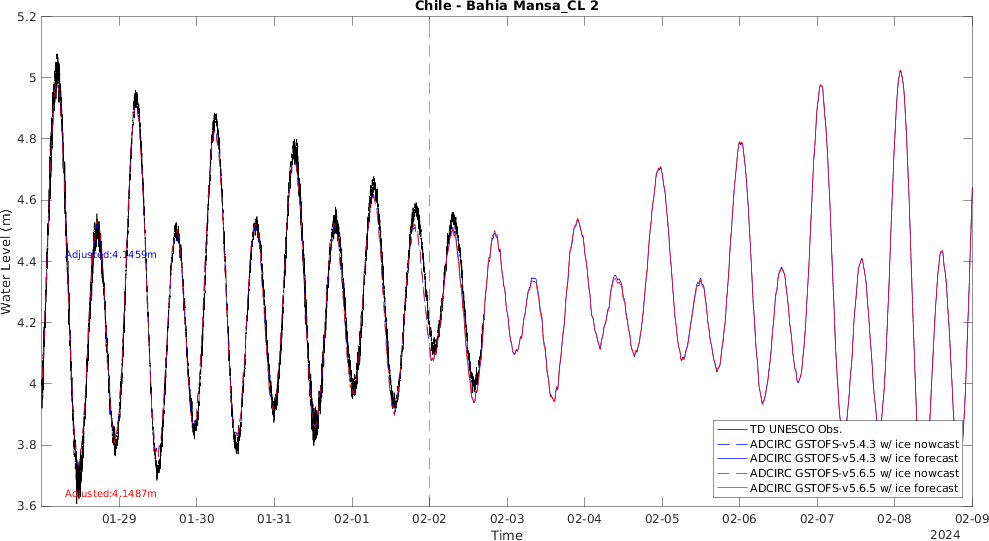 Chile - Bahia Mansa_CL 2
5.2
5
4.8
4.6
4.4
4.2
4
3.8
3.6
Water Level (m)
Adjusted:4.1459m
Adjusted:4.1487m
TD UNESCO Obs.
ADCIRC GSTOFS-v5.4.3 w/ ice nowcast
ADCIRC GSTOFS-v5.4.3 w/ ice forecast
ADCIRC GSTOFS-v5.6.5 w/ ice nowcast
ADCIRC GSTOFS-v5.6.5 w/ ice forecast
01-29 01-30 01-31 02-01 02-02 02-03 02-04 02-05 02-06 02-07 02-08 02-09
Time
2024